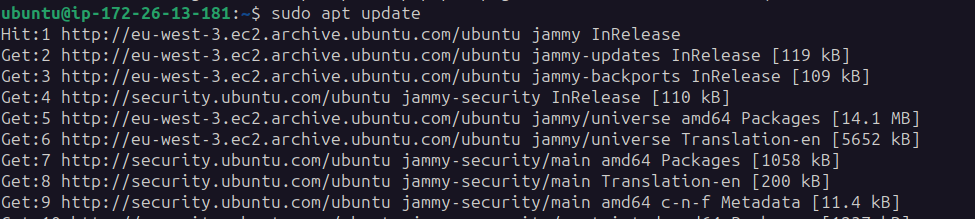 ubuntu@ip-172-26-13-181:~$ sudo apt update
Hit:1 http://eu-west-3.ec2.archive.ubuntu.com/ubuntu jammy InRelease
Get:2 http://eu-west-3.ec2.archive.ubuntu.com/ubuntu jammy-updates InRelease [119 kB]
Get:3 http://eu-west-3.ec2.archive.ubuntu.com/ubuntu jammy-backports InRelease [109 kB]
Get:4 http://security.ubuntu.com/ubuntu jammy-security InRelease [110 kB]
Get:5 http://eu-west-3.ec2.archive.ubuntu.com/ubuntu jammy/universe amd64 Packages [14.1 MB]
Get:6 http://eu-west-3.ec2.archive.ubuntu.com/ubuntu jammy/universe Translation-en [5652 kB]
Get:7 http://security.ubuntu.com/ubuntu jammy-security/main amd64 Packages [1058 kB]
Get:8 http://security.ubuntu.com/ubuntu jammy-security/main Translation-en [200 kB]
Get:9 http://security.ubuntu.com/ubuntu jammy-security/main amd64 c-n-f Metadata [11.4 kB]